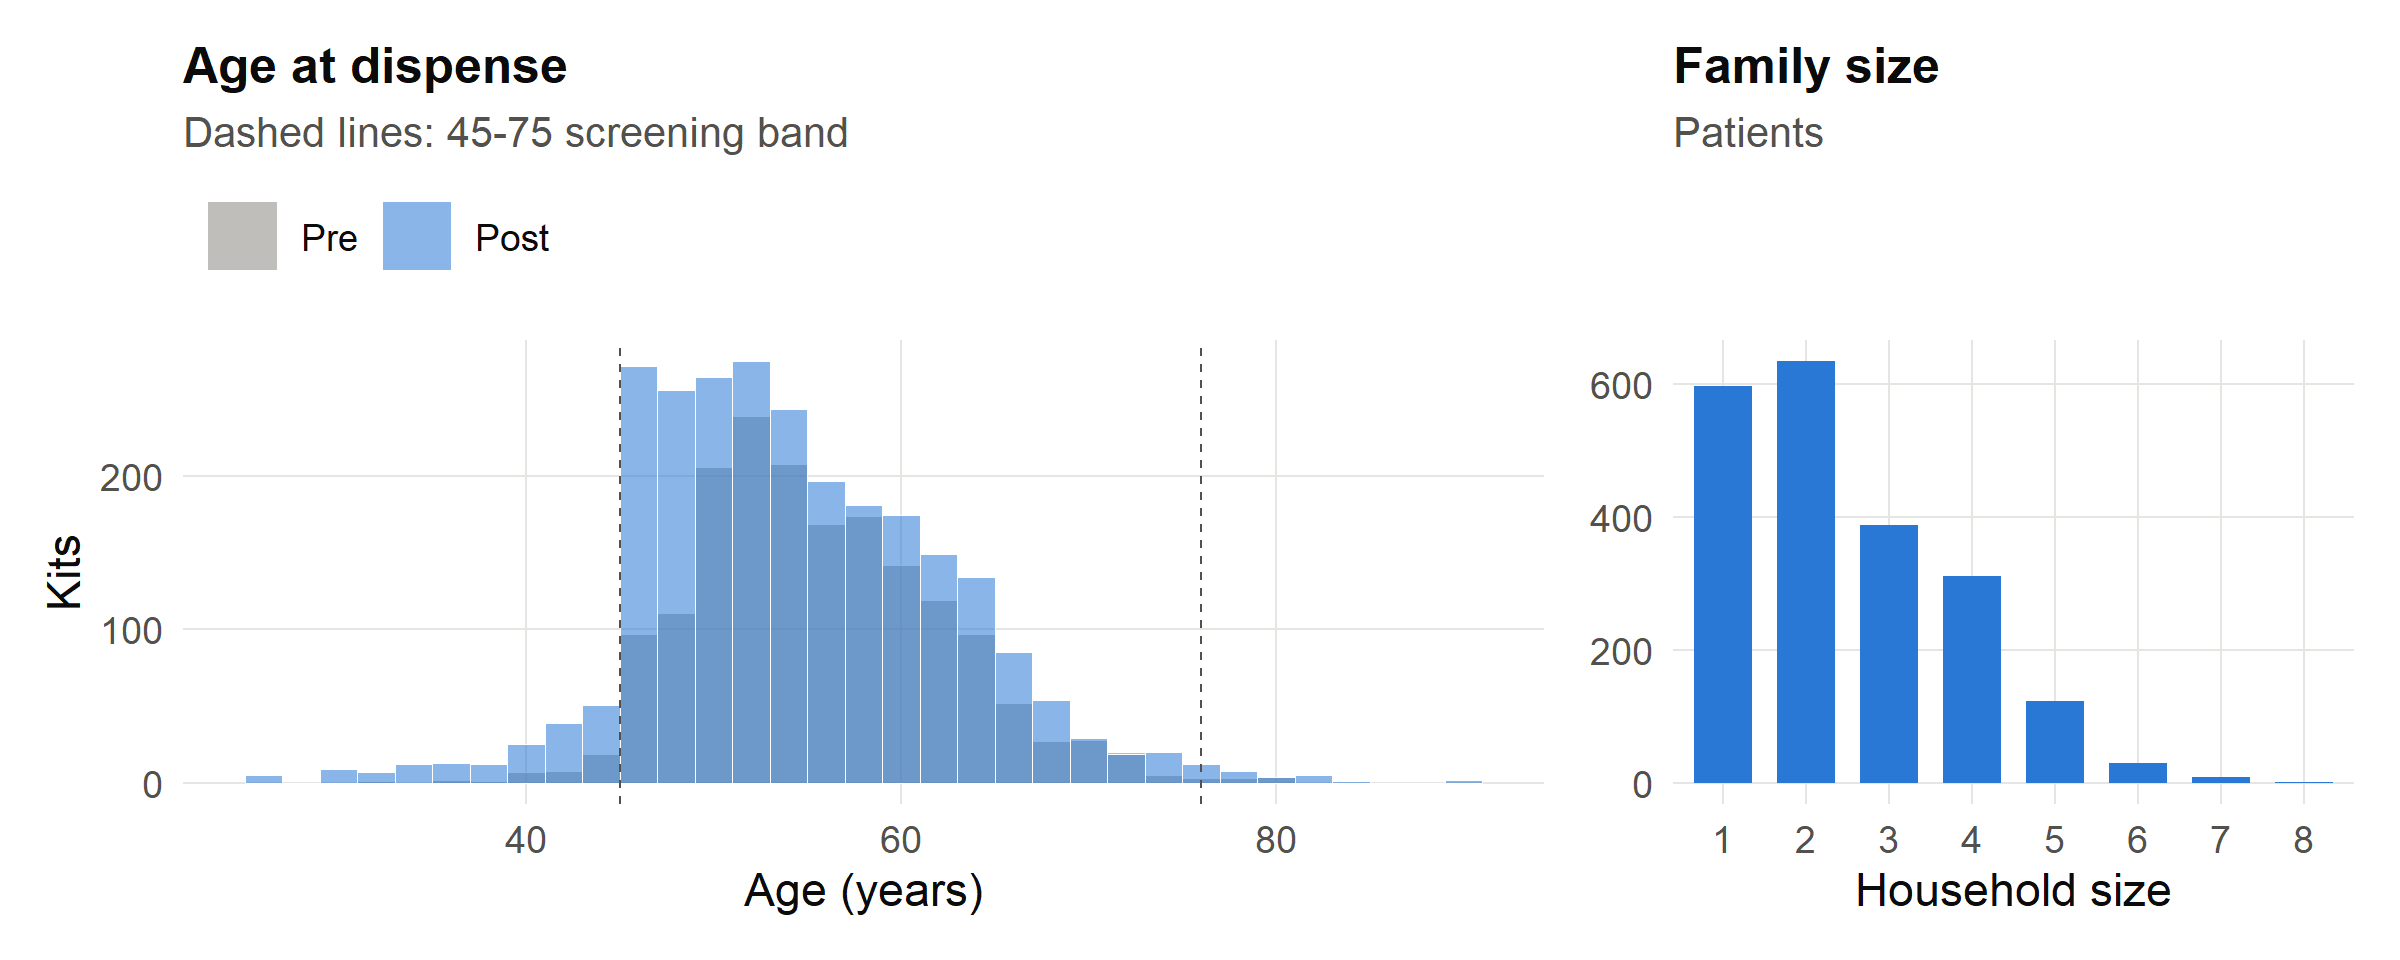 Age at dispense
Dashed lines: 45-75 screening band
Pre Post
Kits
200
100
0
40 60 80
Age (years)
Family size
Patients
600
400
200
0
1 2 3 4 5 6 7 8
Household size